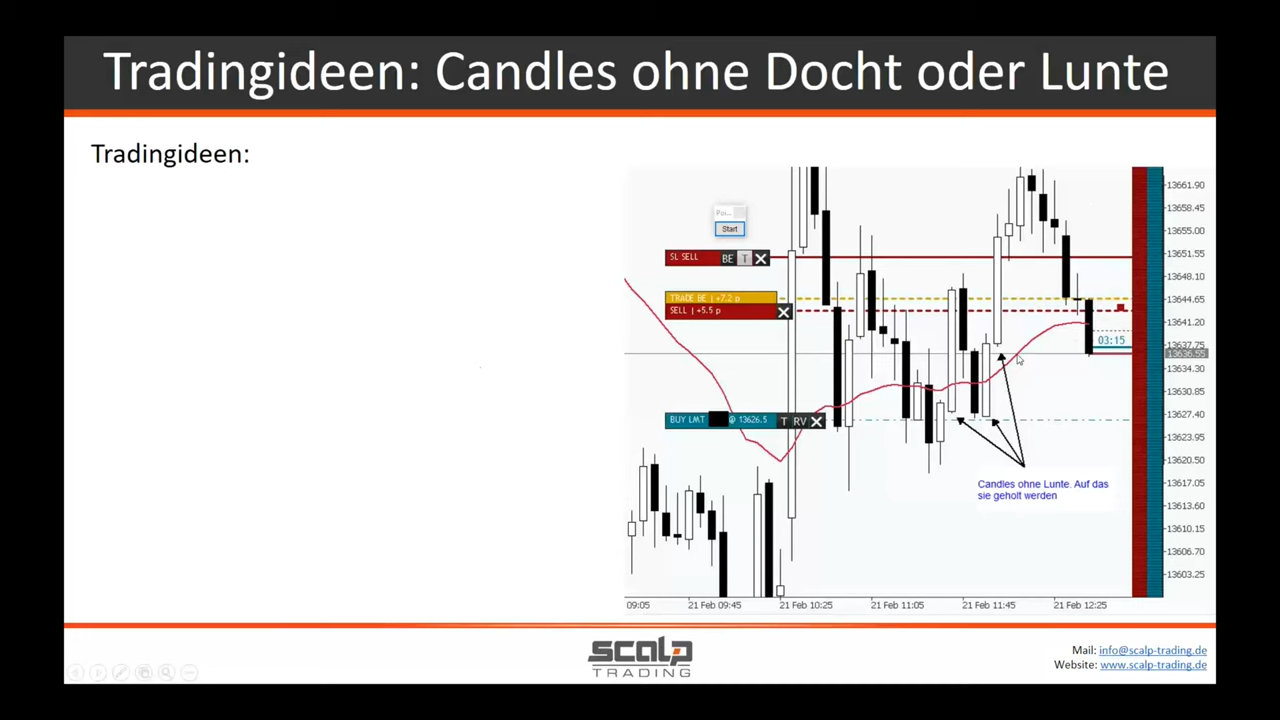 Tradingideen: Candles ohne Docht oder Lunte
Tradingideen:
Poi...
Start
SL SELL BE T X
TRADE BE | +7.2 p
SELL | +5.5 p X
BUY LMT @ 13626.5 T RV X
03:15
Candles ohne Lunte. Auf das
sie geholt werden
13661.90
13658.45
13655.00
13651.55
13648.10
13644.65
13641.20
13637.75
13636.55
13634.30
13630.85
13627.40
13623.95
13620.50
13617.05
13613.60
13610.15
13606.70
13603.25
09:05 21 Feb 09:45 21 Feb 10:25 21 Feb 11:05 21 Feb 11:45 21 Feb 12:25
scalp
TRADING
Mail: info@scalp-trading.de
Website: www.scalp-trading.de